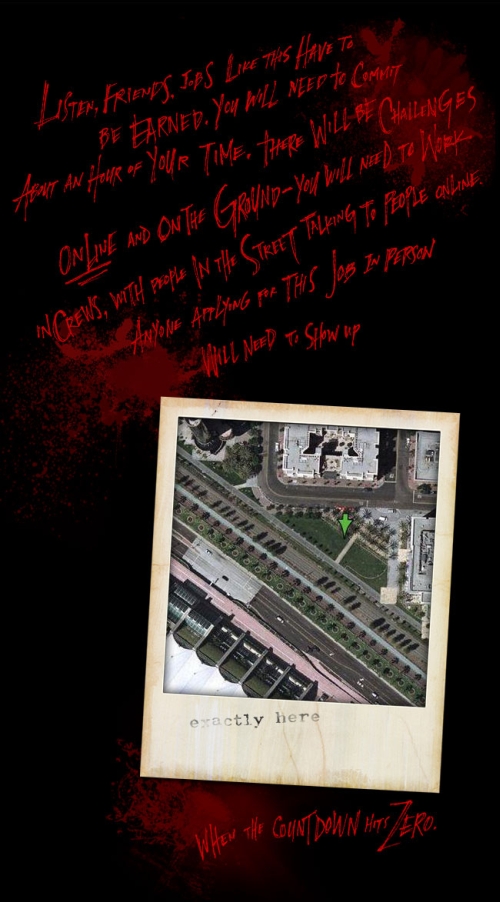 LISTEN, FRIENDS. JOBS LIKE THIS HAVE TO
BE EARNED. YOU WILL NEED TO COMMIT
ABOUT AN HOUR OF YOUR TIME. THERE WILL BE CHALLENGES
ONLINE AND ON THE GROUND—YOU WILL NEED TO WORK
IN CREWS, WITH PEOPLE IN THE STREET TALKING TO PEOPLE ONLINE.
ANYONE APPLYING FOR THIS JOB IN PERSON
WILL NEED TO SHOW UP
exactly here
WHEN THE COUNTDOWN HITS ZERO.